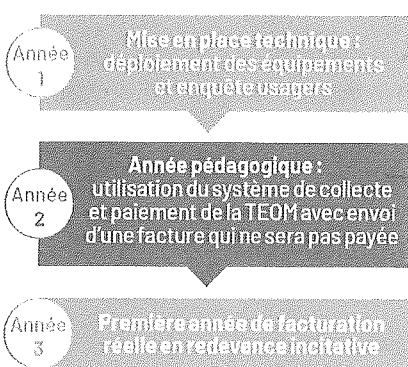 Année
1
Mise en place technique :
déploiement des équipements
et enquête usagers
Année
2
Année pédagogique :
utilisation du système de collecte
et paiement de la TEOM avec envoi
d'une facture qui ne sera pas payée
Année
3
Première année de facturation
réelle en redevance incitative